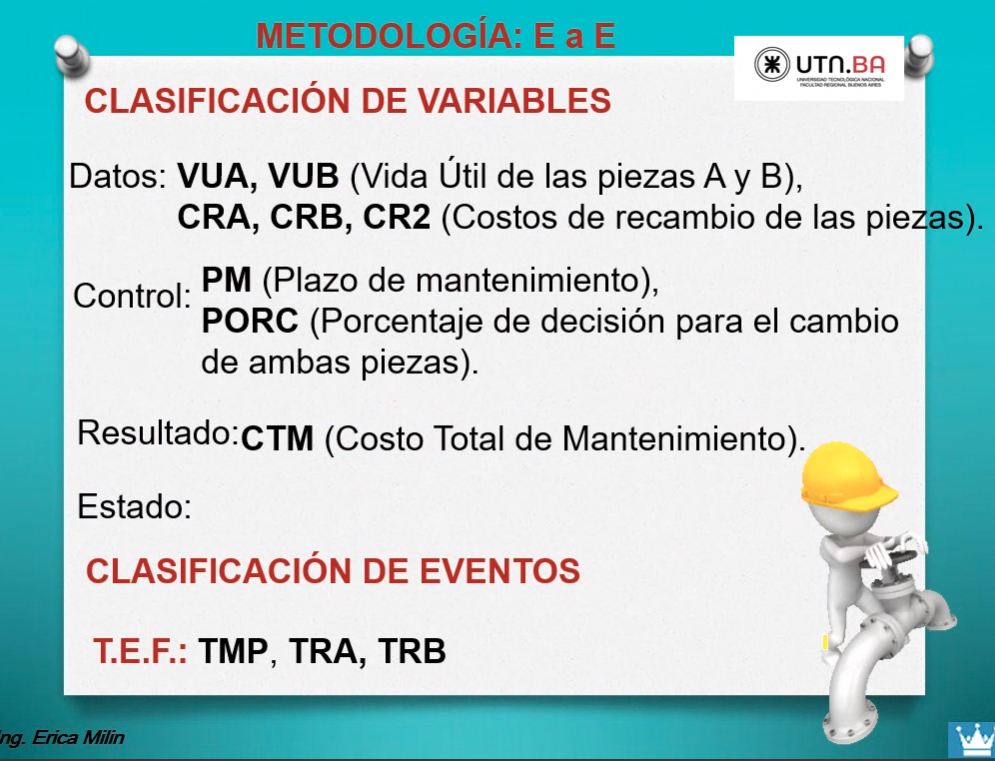 METODOLOGÍA: E a E
UTN.BA
UNIVERSIDAD TECNOLÓGICA NACIONAL
FACULTAD REGIONAL BUENOS AIRES
CLASIFICACIÓN DE VARIABLES
Datos: VUA, VUB (Vida Útil de las piezas A y B),
CRA, CRB, CR2 (Costos de recambio de las piezas).
Control: PM (Plazo de mantenimiento),
PORC (Porcentaje de decisión para el cambio
de ambas piezas).
Resultado:CTM (Costo Total de Mantenimiento).
Estado:
CLASIFICACIÓN DE EVENTOS
T.E.F.: TMP, TRA, TRB
ng. Erica Milin